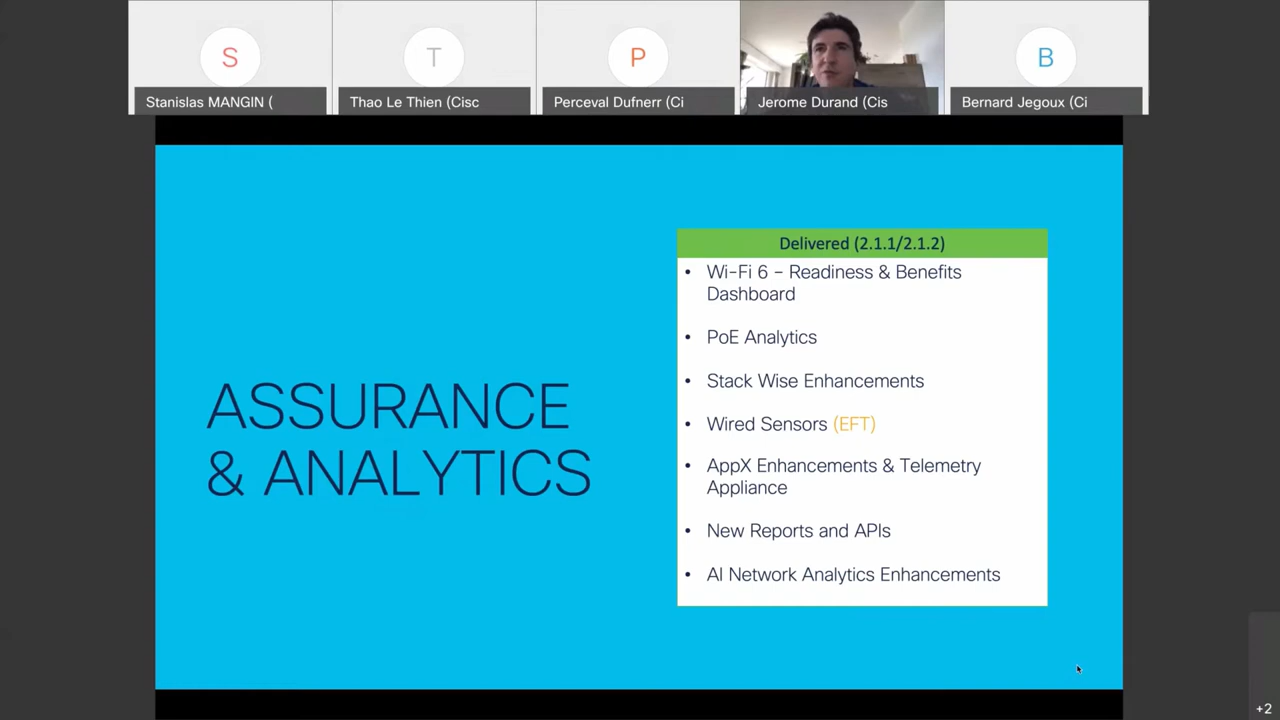 S
T
P
B
Stanislas MANGIN (
Thao Le Thien (Cisc
Perceval Dufnerr (Ci
Jerome Durand (Cis
Bernard Jegoux (Ci
ASSURANCE
& ANALYTICS
Delivered (2.1.1/2.1.2)
• Wi-Fi 6 – Readiness & Benefits
Dashboard
• PoE Analytics
• Stack Wise Enhancements
• Wired Sensors (EFT)
• AppX Enhancements & Telemetry
Appliance
• New Reports and APIs
• AI Network Analytics Enhancements
+2